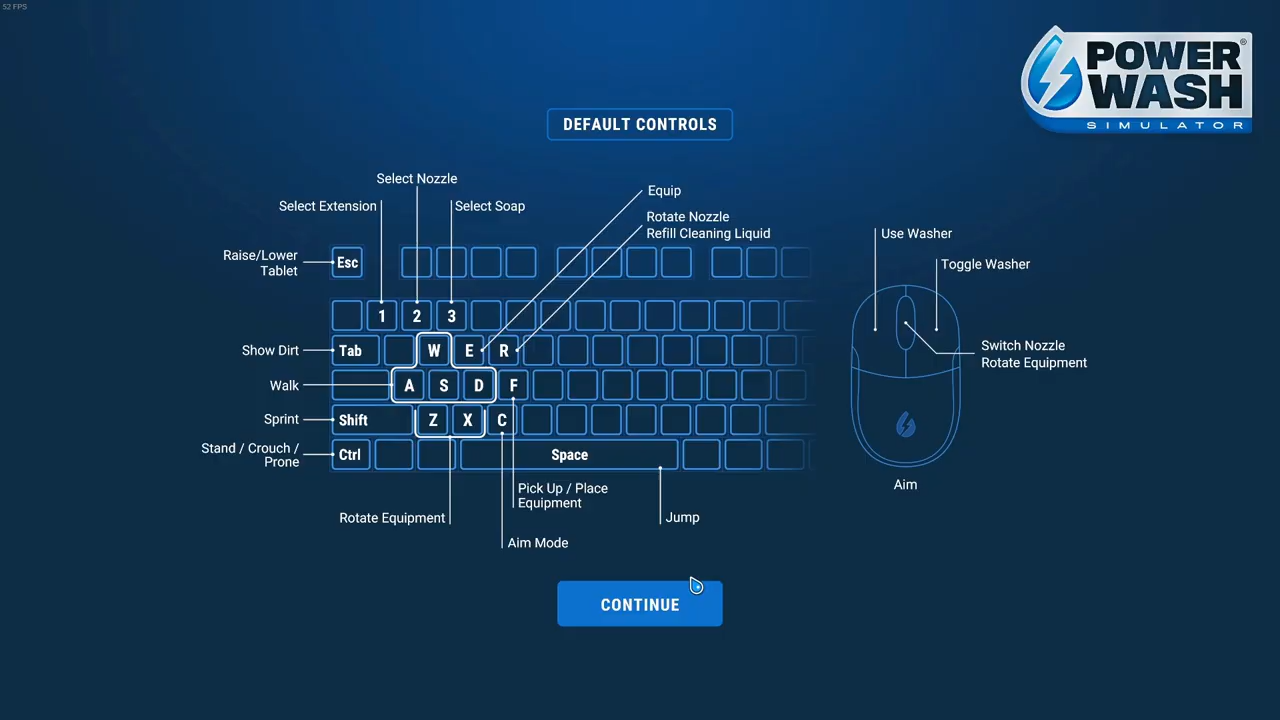 52 FPS
POWER
WASH®
SIMULATOR
DEFAULT CONTROLS
Select Nozzle
Select Extension
Select Soap
Equip
Rotate Nozzle
Refill Cleaning Liquid
Raise/Lower
Tablet
Esc
1 2 3
Show Dirt
Tab W E R
Walk
A S D F
Sprint
Shift Z X C
Stand / Crouch /
Prone
Ctrl Space
Pick Up / Place
Equipment
Rotate Equipment
Jump
Aim Mode
Use Washer
Toggle Washer
Switch Nozzle
Rotate Equipment
Aim
CONTINUE